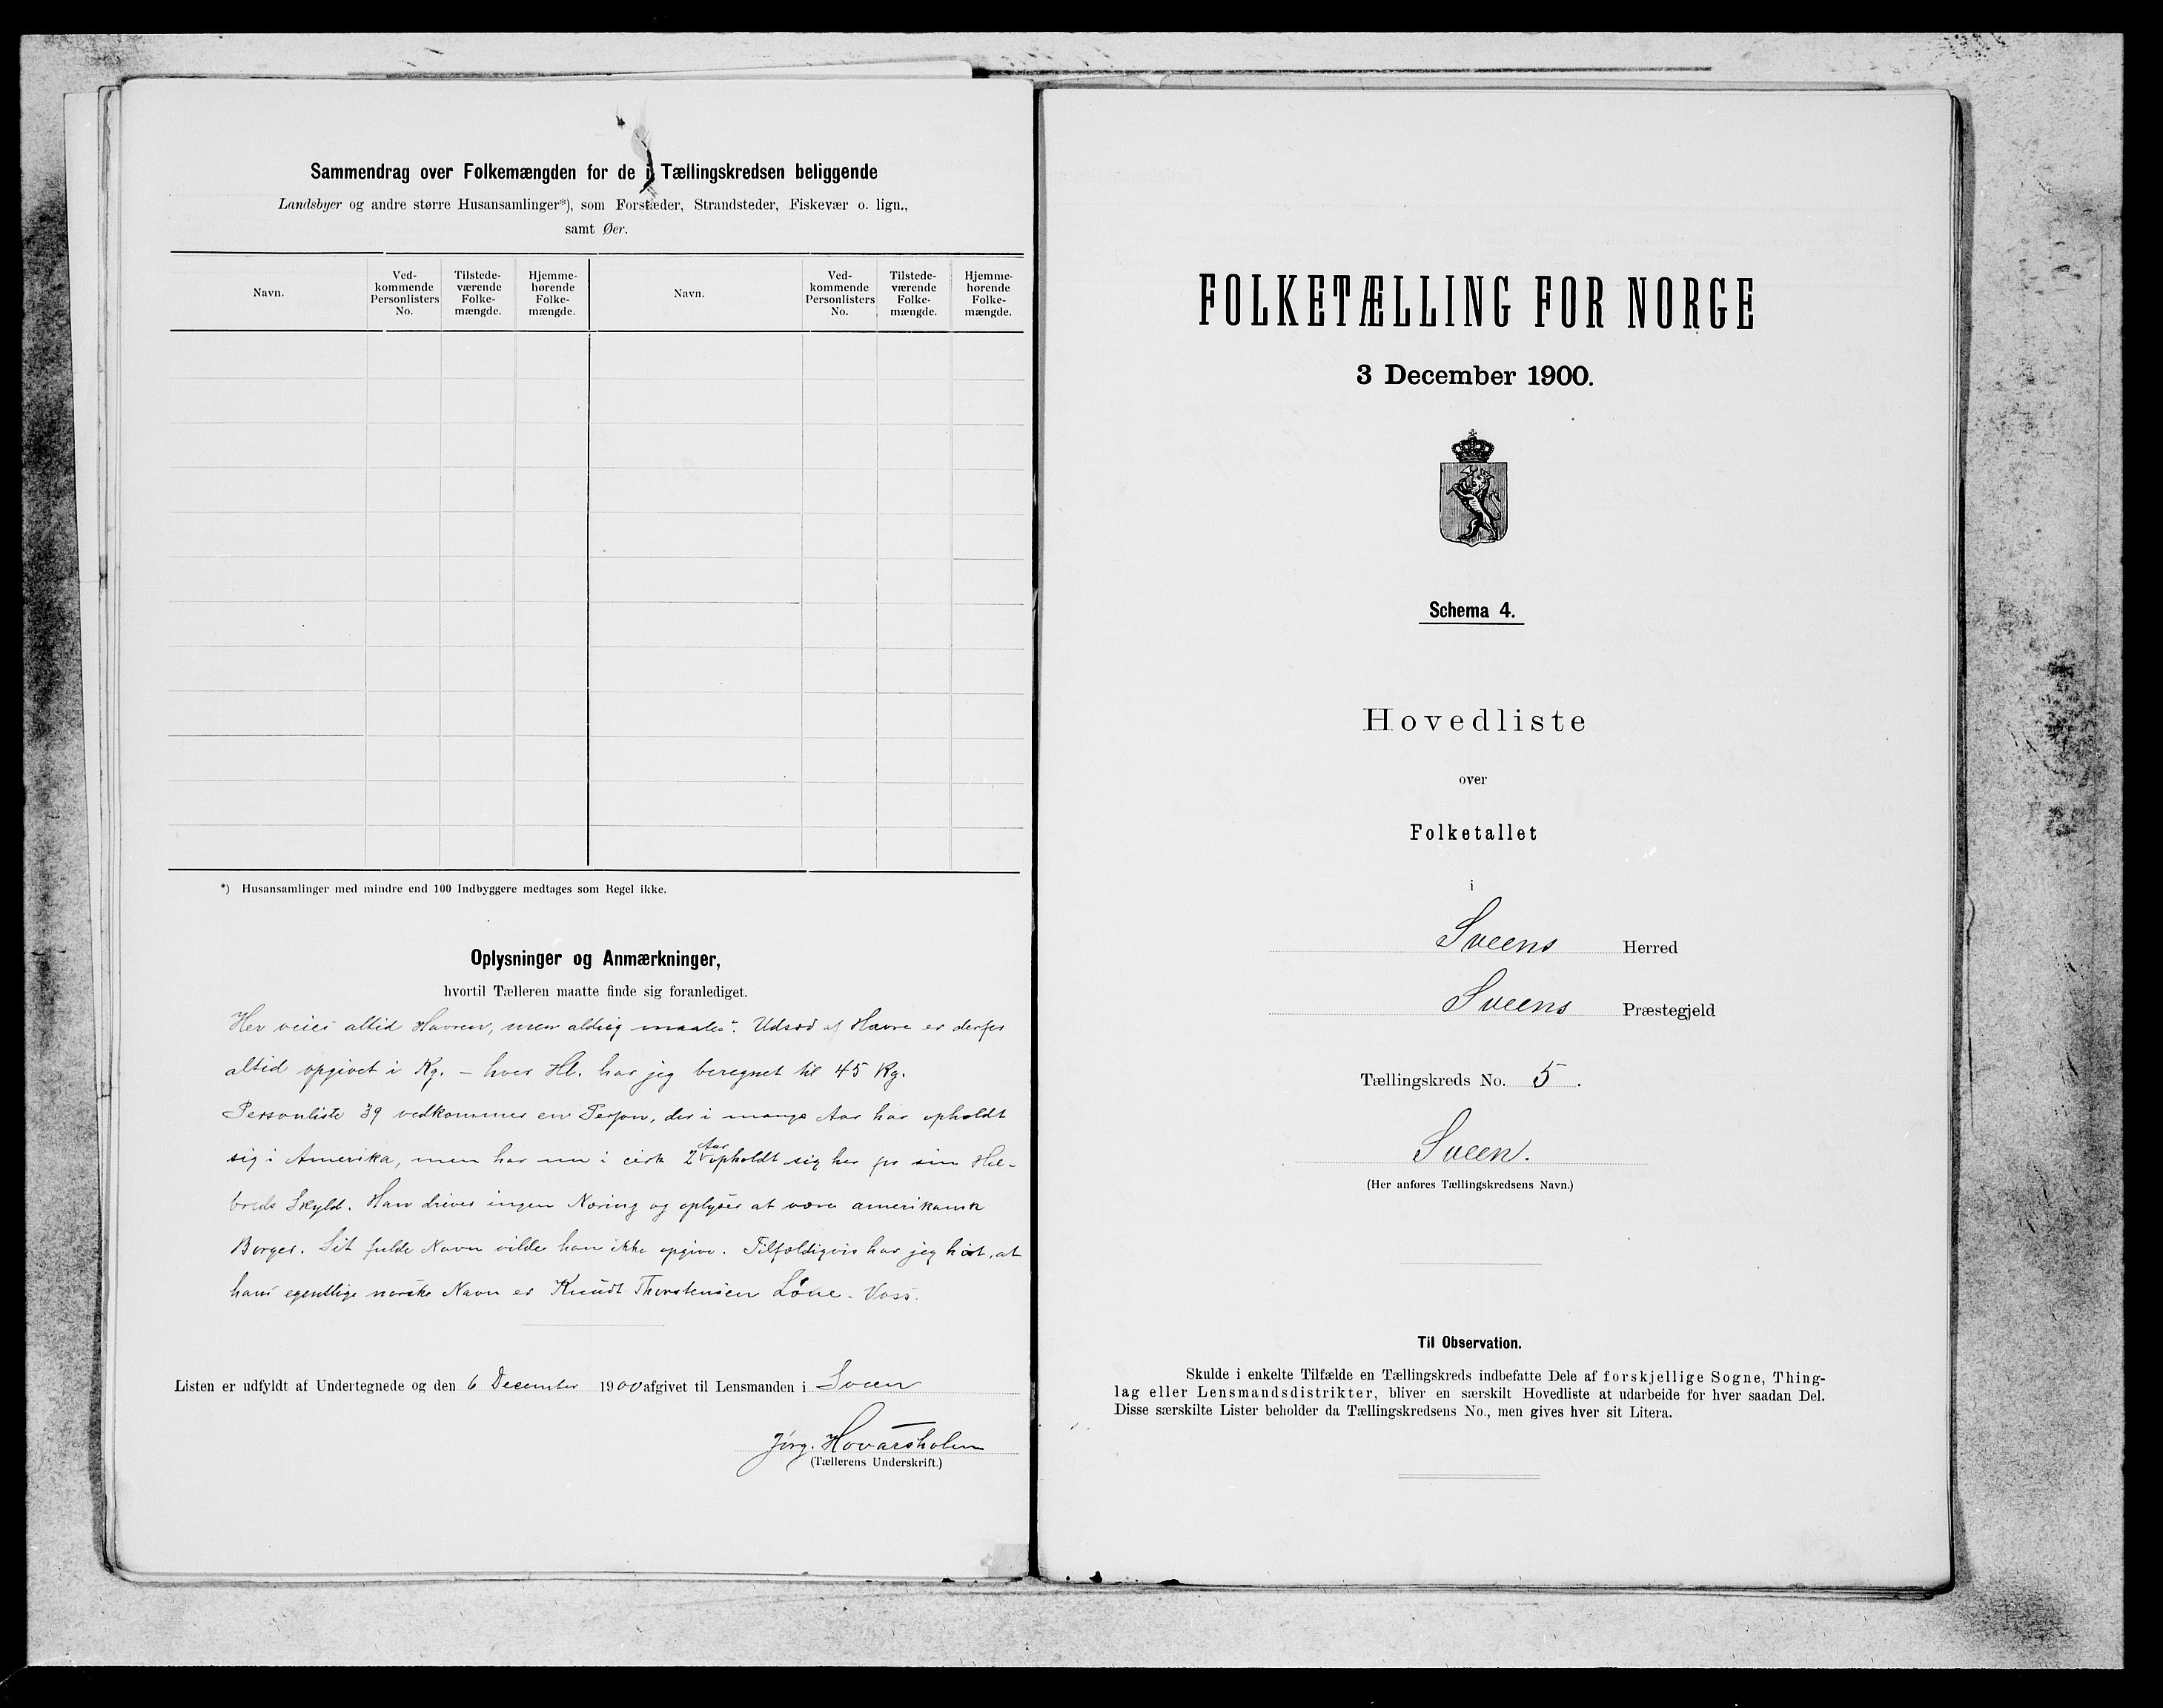 Sammendrag over Folkemængden for de i Tællingskredsen beliggende
Landsbyer og andre større Husansamlinger*), som Forstæder, Strandsteder, Fiskevær o. lign.,
samt Øer.
Navn.
Ved-
kommende
Personlisters
No.
Tilstede-
værende
Folke-
mængde.
Hjemme-
hørende
Folke-
mængde.
Navn.
Ved-
kommende
Personlisters
No.
Tilstede-
værende
Folke-
mængde.
Hjemme-
hørende
Folke-
mængde.
*) Husansamlinger med mindre end 100 Indbyggere medtages som Regel ikke.
Oplysninger og Anmærkninger,
hvortil Tælleren maatte finde sig foranlediget.
Her veies altid Havren, men aldrig maales. Udsæd af Havre er derfor
altid opgivet i Kg. – hver Hl. har jeg beregnet til 45 Kg.
Personliste 39 vedkommer en Person, der i mange Aar har opholdt
sig i Amerika, men har nu i cirk 2 Aar opholdt sig her for sin Hel-
breds Skyld. Han driver ingen Næring og oplyser at være amerikansk
Borger. Sit fulde Navn vilde han ikke opgive. Tilfældigvis har jeg hört, at
hans egentlige norske Navn er Knudt Thorstensen Löne. Voss.
Listen er udfyldt af Undertegnede og den 6 December 1900 afgivet til Lensmanden i Sveen
Jørg. Hovarsholm
(Tællerens Underskrift.)
FOLKETÆLLING FOR NORGE
3 December 1900.
Schema 4.
Hovedliste
over
Folketallet
i
Sveens Herred
Sveens Præstegjeld
Tællingskreds No. 5.
Sveen.
(Her anføres Tællingskredsens Navn.)
Til Observation.
Skulde i enkelte Tilfælde en Tællingskreds indbefatte Dele af forskjellige Sogne, Thing-
lag eller Lensmandsdistrikter, bliver en særskilt Hovedliste at udarbeide for hver saadan Del.
Disse særskilte Lister beholder da Tællingskredsens No., men gives hver sit Litera.